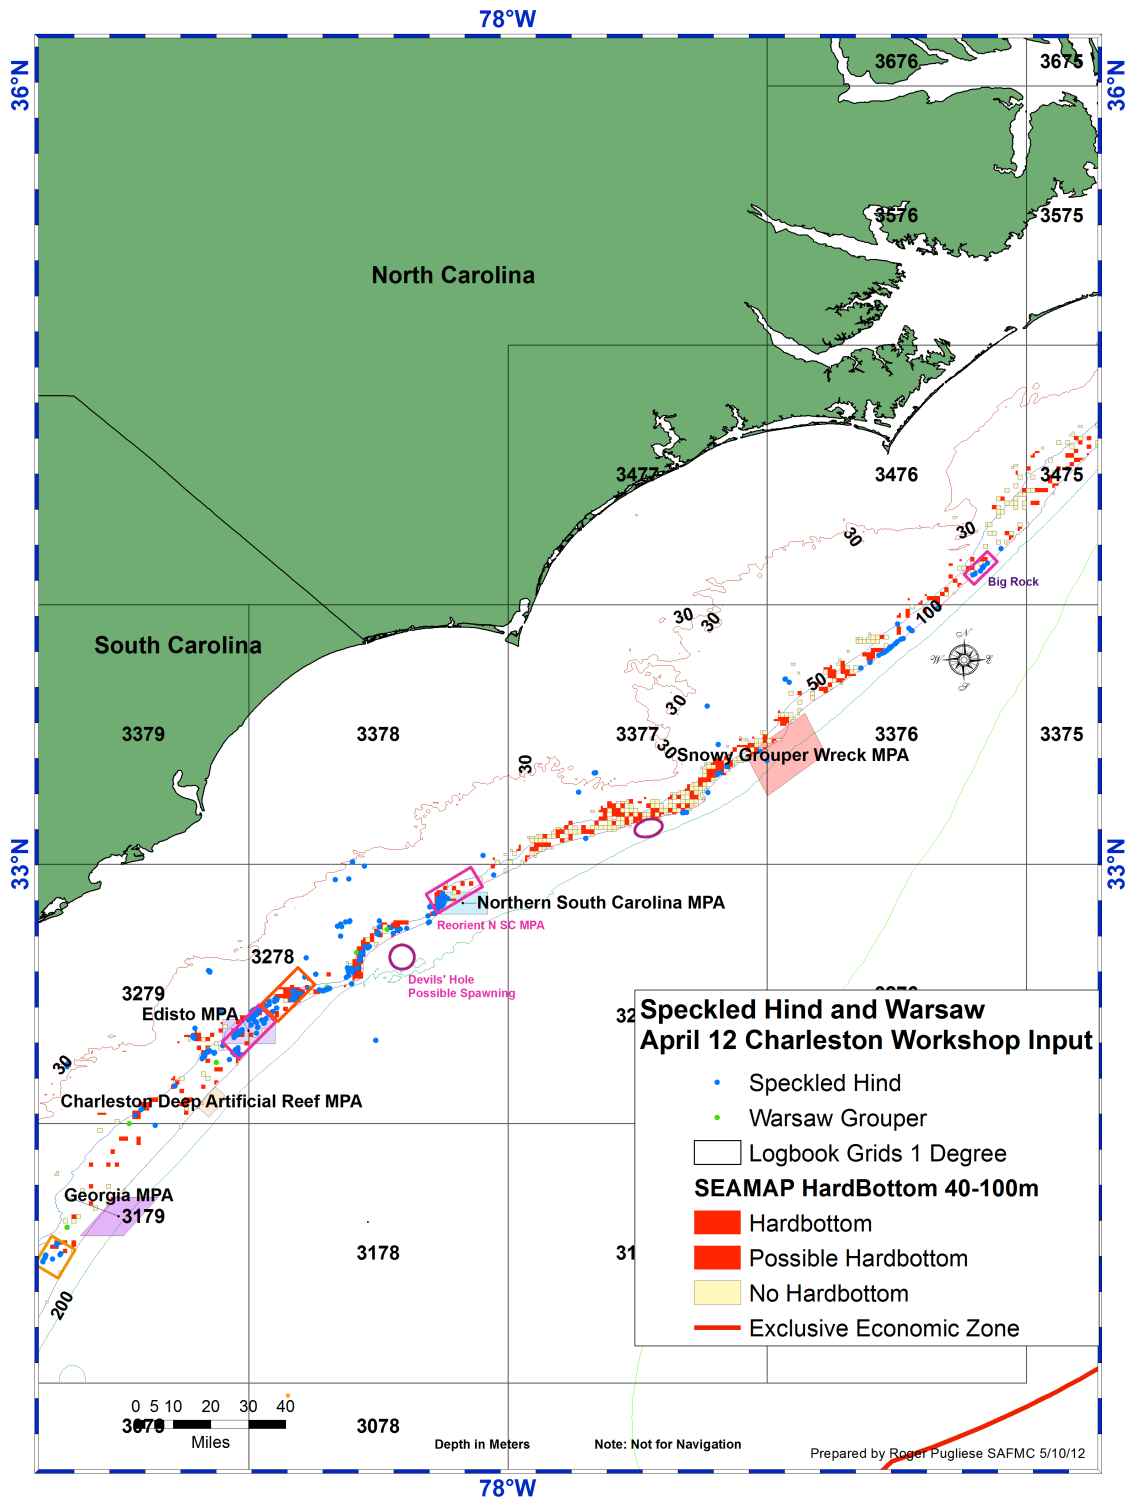 78°W
36°N
36°N
3676
3675
3576
3575
North Carolina
3477
3476
3475
30
30
Big Rock
100
30
30
N
W
E
S
South Carolina
50
30
3379
3378
3377
3376
3375
30
Snowy Grouper Wreck MPA
30
33°N
33°N
Northern South Carolina MPA
Reorient N SC MPA
3278
Devils' Hole
Possible Spawning
3279
Edisto MPA
30
Charleston Deep Artificial Reef MPA
Georgia MPA
3179
3178
200
Speckled Hind and Warsaw
April 12 Charleston Workshop Input
Speckled Hind
Warsaw Grouper
Logbook Grids 1 Degree
SEAMAP HardBottom 40-100m
Hardbottom
Possible Hardbottom
No Hardbottom
Exclusive Economic Zone
0 5 10 20 30 40
3079
Miles
3078
Depth in Meters
Note: Not for Navigation
Prepared by Roger Pugliese SAFMC 5/10/12
78°W